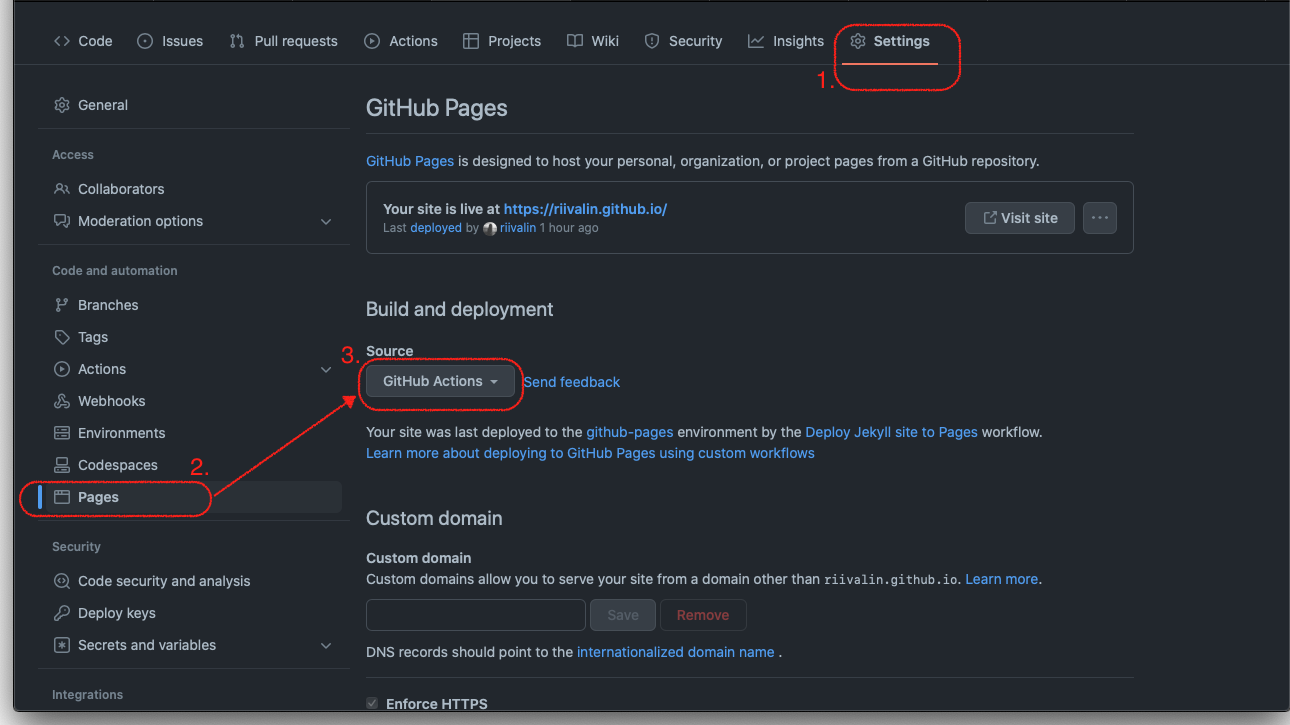 Code Issues Pull requests Actions Projects Wiki Security Insights Settings
1.
General
Access
Collaborators
Moderation options
Code and automation
Branches
Tags
Actions
Webhooks
Environments
Codespaces
2.
Pages
Security
Code security and analysis
Deploy keys
Secrets and variables
Integrations
GitHub Pages
GitHub Pages is designed to host your personal, organization, or project pages from a GitHub repository.
Your site is live at https://riivalin.github.io/
Last deployed by riivalin 1 hour ago
Visit site
Build and deployment
Source
3.
GitHub Actions Send feedback
Your site was last deployed to the github-pages environment by the Deploy Jekyll site to Pages workflow.
Learn more about deploying to GitHub Pages using custom workflows
Custom domain
Custom domain
Custom domains allow you to serve your site from a domain other than riivalin.github.io. Learn more.
Save Remove
DNS records should point to the internationalized domain name .
Enforce HTTPS